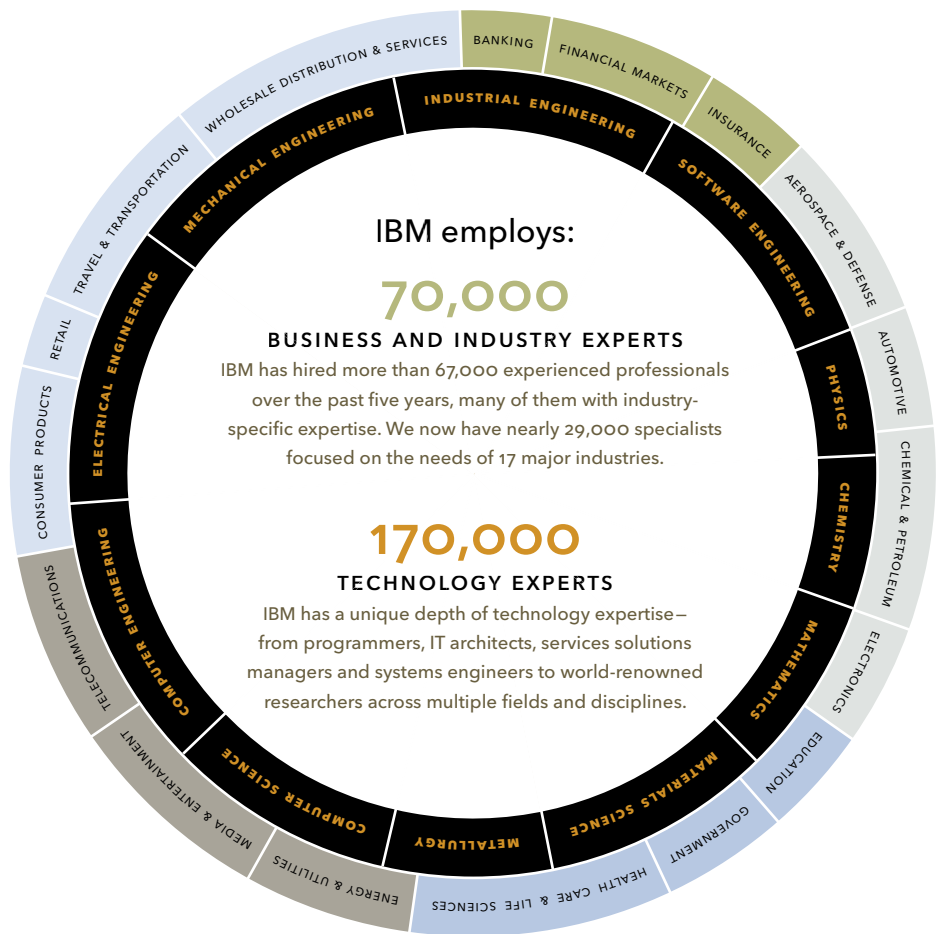 BANKING
FINANCIAL MARKETS
INSURANCE
AEROSPACE & DEFENSE
AUTOMOTIVE
CHEMICAL & PETROLEUM
ELECTRONICS
EDUCATION
GOVERNMENT
HEALTH CARE & LIFE SCIENCES
ENERGY & UTILITIES
MEDIA & ENTERTAINMENT
TELECOMMUNICATIONS
CONSUMER PRODUCTS
RETAIL
TRAVEL & TRANSPORTATION
WHOLESALE DISTRIBUTION & SERVICES
INDUSTRIAL ENGINEERING
SOFTWARE ENGINEERING
PHYSICS
CHEMISTRY
MATHEMATICS
MATERIALS SCIENCE
METALLURGY
COMPUTER SCIENCE
COMPUTER ENGINEERING
ELECTRICAL ENGINEERING
MECHANICAL ENGINEERING
IBM employs:
70,000
BUSINESS AND INDUSTRY EXPERTS
IBM has hired more than 67,000 experienced professionals
over the past five years, many of them with industry-
specific expertise. We now have nearly 29,000 specialists
focused on the needs of 17 major industries.
170,000
TECHNOLOGY EXPERTS
IBM has a unique depth of technology expertise—
from programmers, IT architects, services solutions
managers and systems engineers to world-renowned
researchers across multiple fields and disciplines.